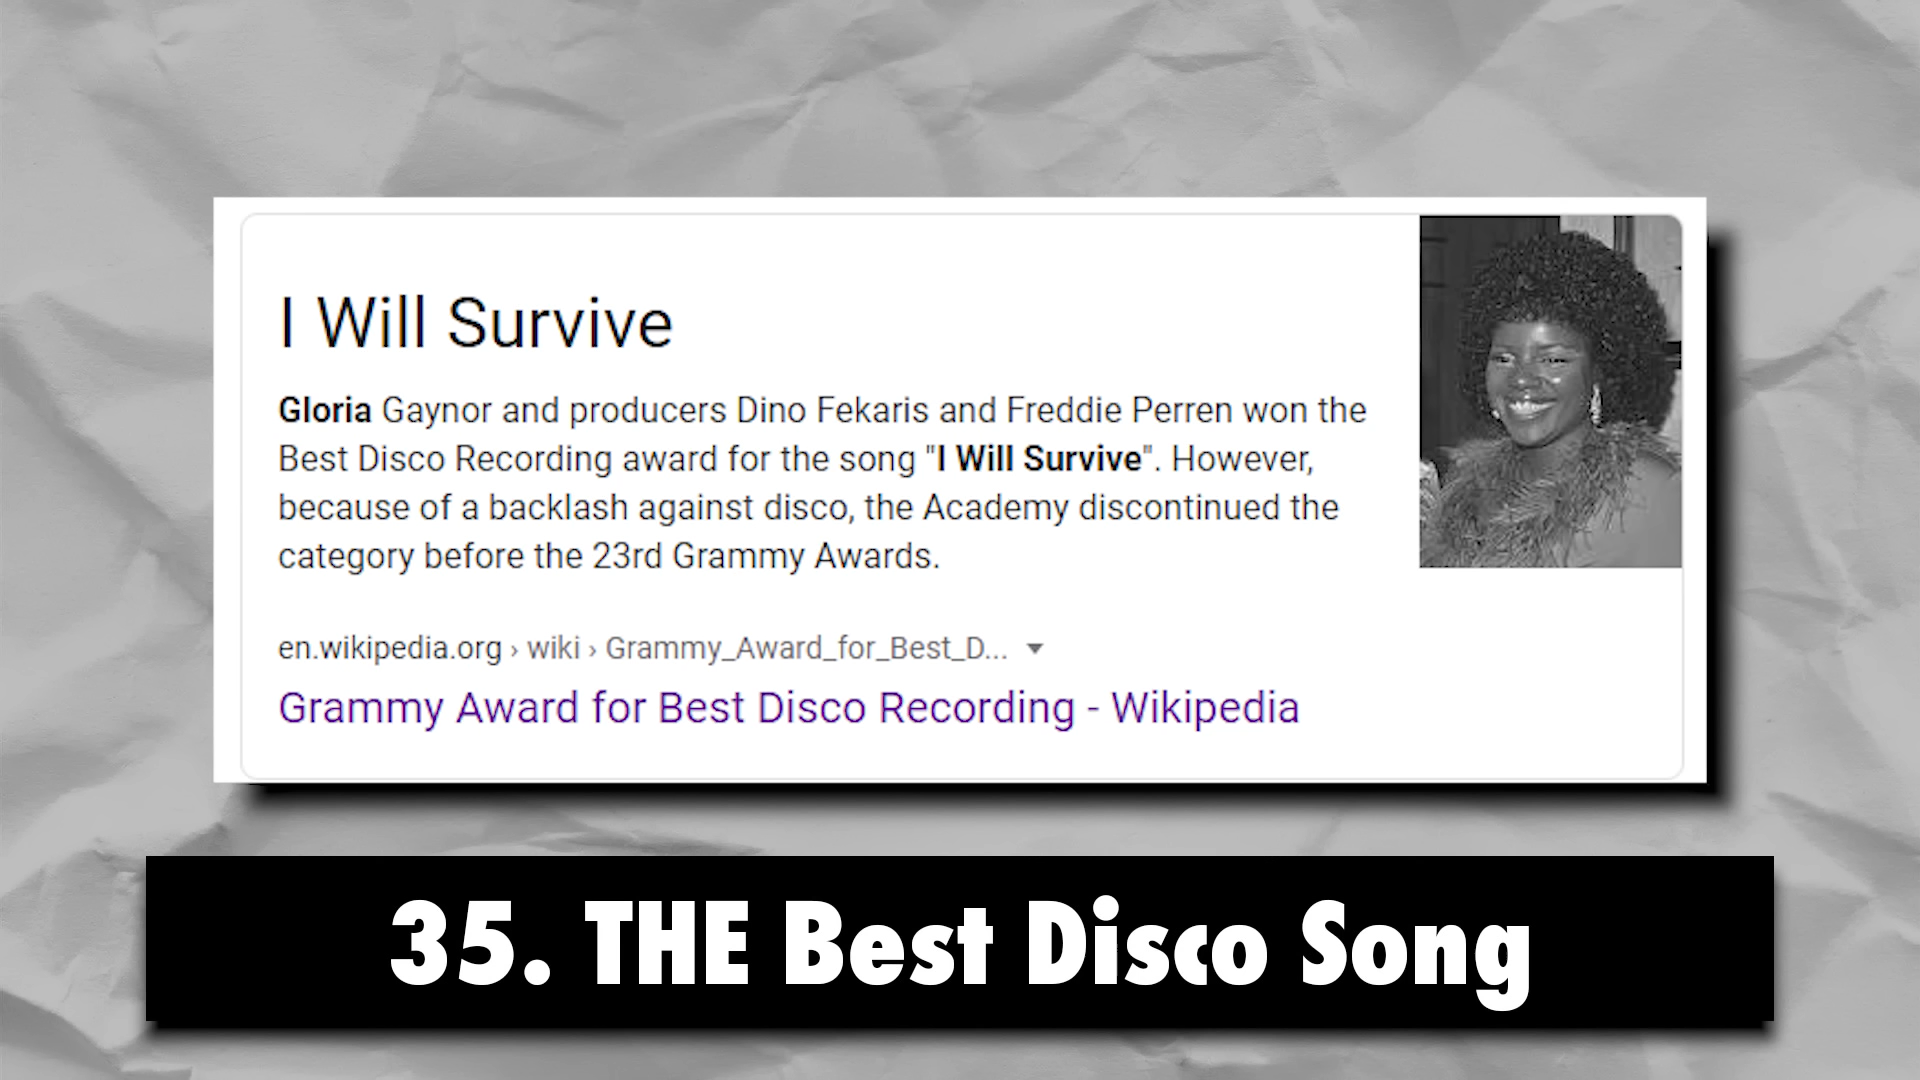 I Will Survive
Gloria Gaynor and producers Dino Fekaris and Freddie Perren won the
Best Disco Recording award for the song "I Will Survive". However,
because of a backlash against disco, the Academy discontinued the
category before the 23rd Grammy Awards.
en.wikipedia.org › wiki › Grammy_Award_for_Best_D...
Grammy Award for Best Disco Recording - Wikipedia
35. THE Best Disco Song